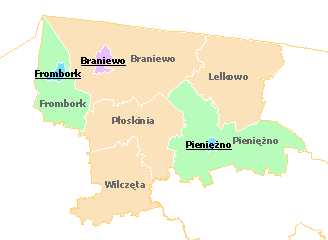 Braniewo
Braniewo
Frombork
Lelkowo
Frombork
Płoskinia
Pieniężno
Pieniężno
Wilczęta